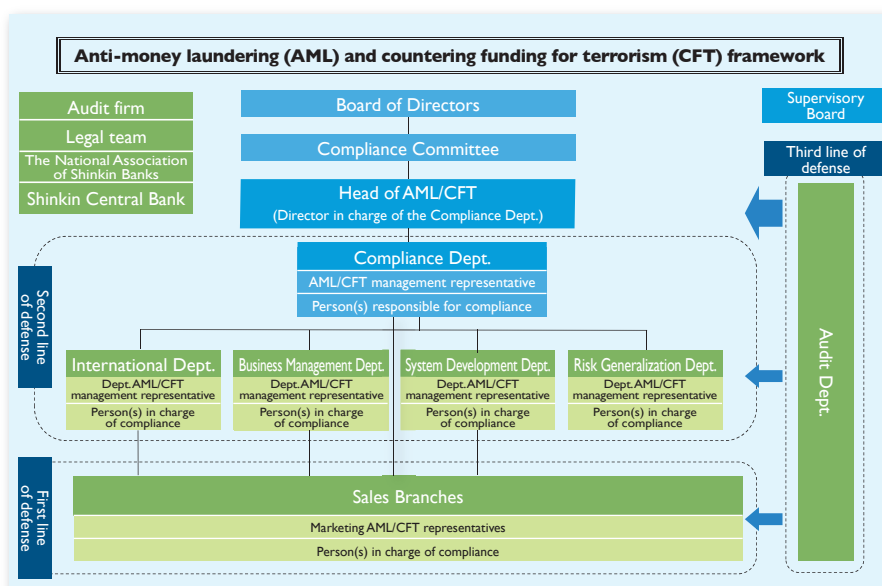 Anti-money laundering (AML) and countering funding for terrorism (CFT) framework
Audit firm
Legal team
The National Association
of Shinkin Banks
Shinkin Central Bank
Board of Directors
Compliance Committee
Head of AML/CFT
(Director in charge of the Compliance Dept.)
Supervisory
Board
Third line of
defense
Audit Dept.
Second line
of defense
Compliance Dept.
AML/CFT management representative
Person(s) responsible for compliance
International Dept.
Dept.AML/CFT
management representative
Person(s) in charge
of compliance
Business Management Dept.
Dept.AML/CFT
management representative
Person(s) in charge
of compliance
System Development Dept.
Dept.AML/CFT
management representative
Person(s) in charge
of compliance
Risk Generalization Dept.
Dept.AML/CFT
management representative
Person(s) in charge
of compliance
First line
of defense
Sales Branches
Marketing AML/CFT representatives
Person(s) in charge of compliance